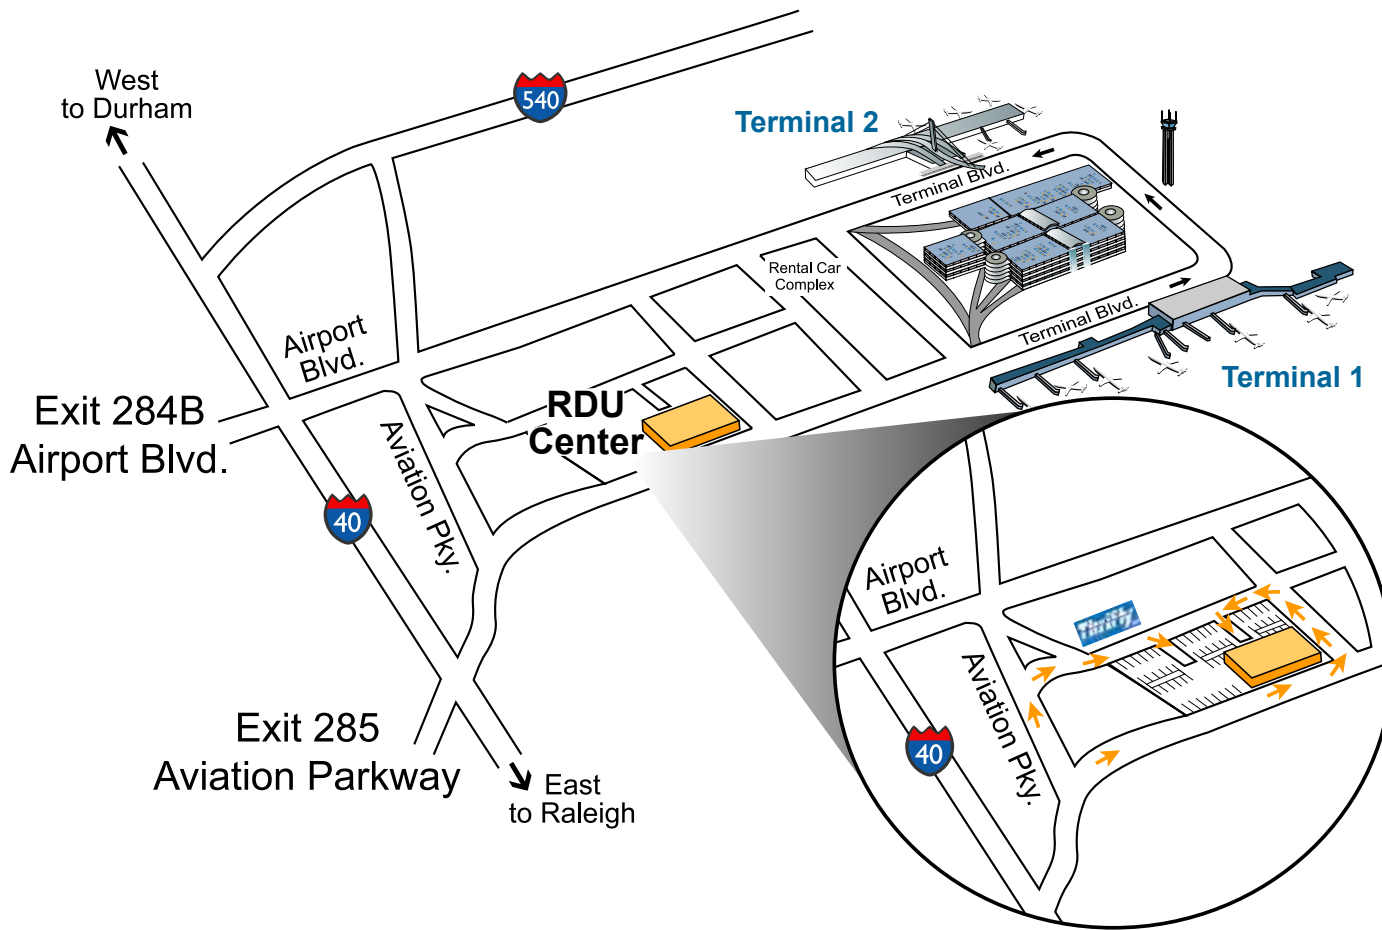 West
to Durham
540
Terminal 2
Terminal Blvd.
Rental Car
Complex
Terminal Blvd.
Terminal 1
Airport
Blvd.
Exit 284B
Airport Blvd.
RDU
Center
Aviation Pky.
40
Exit 285
Aviation Parkway
East
to Raleigh
Airport
Blvd.
Thrifty
Aviation Pky.
40